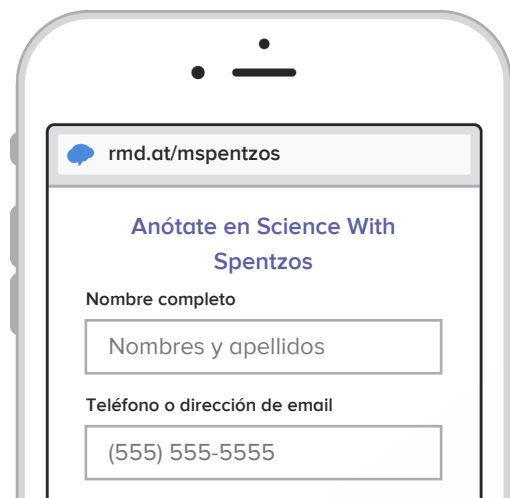 rmd.at/mspentzos
Anótate en Science With
Spentzos
Nombre completo
Nombres y apellidos
Teléfono o dirección de email
(555) 555-5555